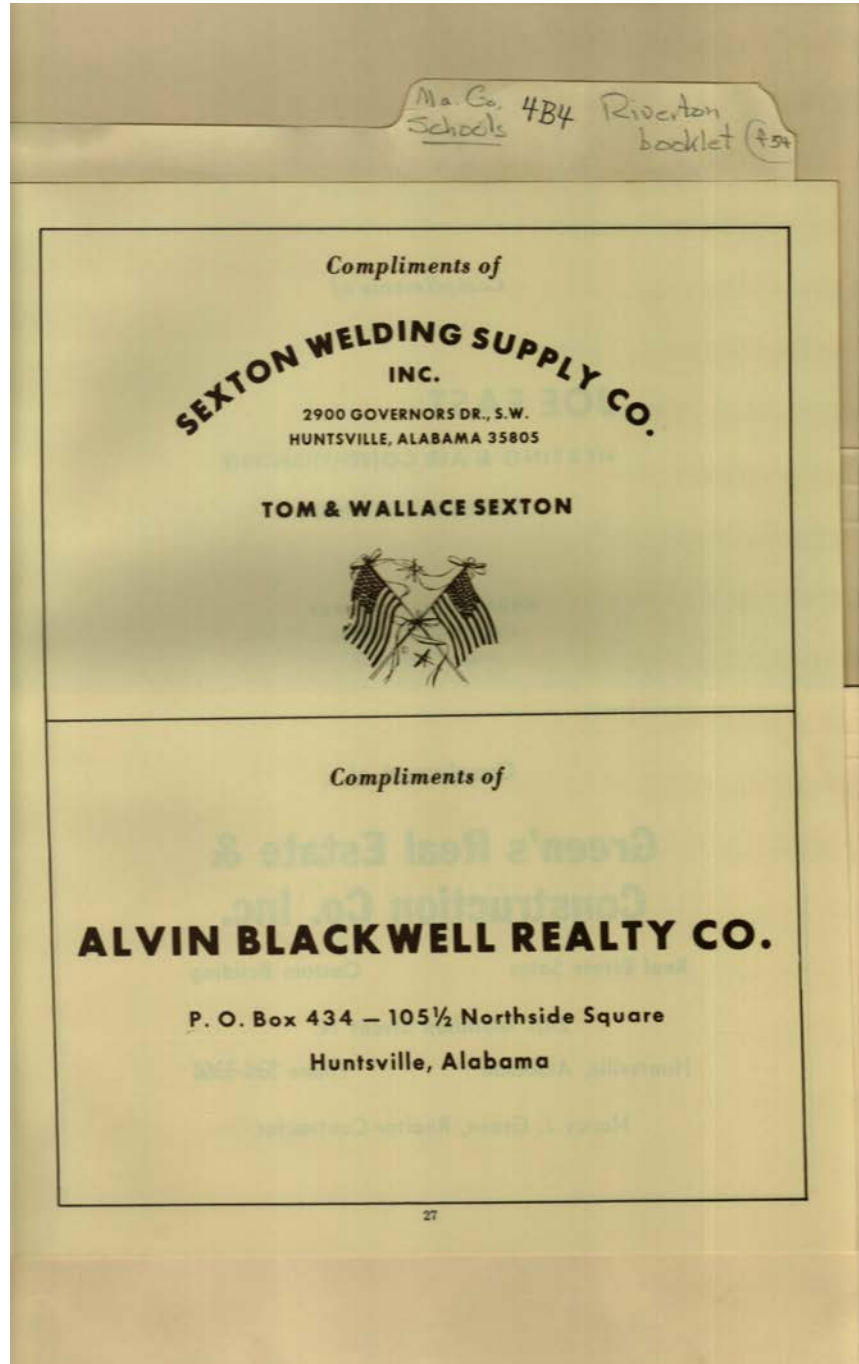 Ma. Co. 4B4 Riverton
Schools booklet
Compliments of
SEXTON WELDING SUPPLY CO.
INC.
2900 GOVERNORS DR., S.W.
HUNTSVILLE, ALABAMA 35805
TOM & WALLACE SEXTON
Compliments of
ALVIN BLACKWELL REALTY CO.
P. O. Box 434 — 105½ Northside Square
Huntsville, Alabama
27